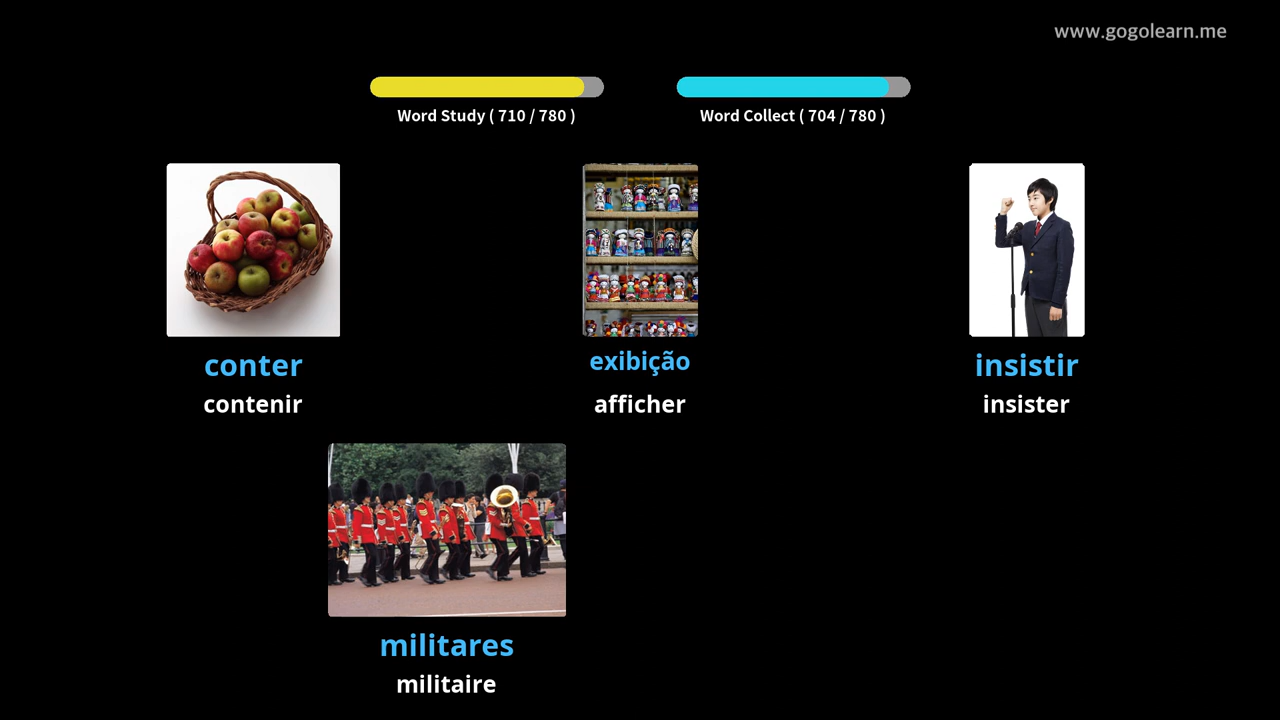 www.gogolearn.me
Word Study ( 710 / 780 )
Word Collect ( 704 / 780 )
conter
contenir
exibição
afficher
insistir
insister
militares
militaire